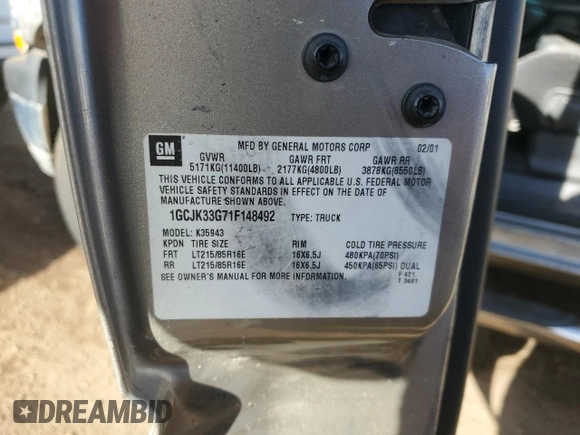 GM
MFD BY GENERAL MOTORS CORP 02/01
GVWR GAWR FRT GAWR RR
5171KG(11400LB) 2177KG(4800LB) 3878KG(8550LB)
THIS VEHICLE CONFORMS TO ALL APPLICABLE U.S. FEDERAL MOTOR
VEHICLE SAFETY STANDARDS IN EFFECT ON THE DATE OF
MANUFACTURE SHOWN ABOVE.
1GCJK33G71F148492 TYPE: TRUCK
MODEL: K35943
KPDN TIRE SIZE RIM COLD TIRE PRESSURE
FRT LT215/85R16E 16X6.5J 480KPA(70PSI)
RR LT215/85R16E 16X6.5J 450KPA(65PSI) DUAL
SEE OWNER'S MANUAL FOR MORE INFORMATION.
F 421
T 3681
DREAMBID